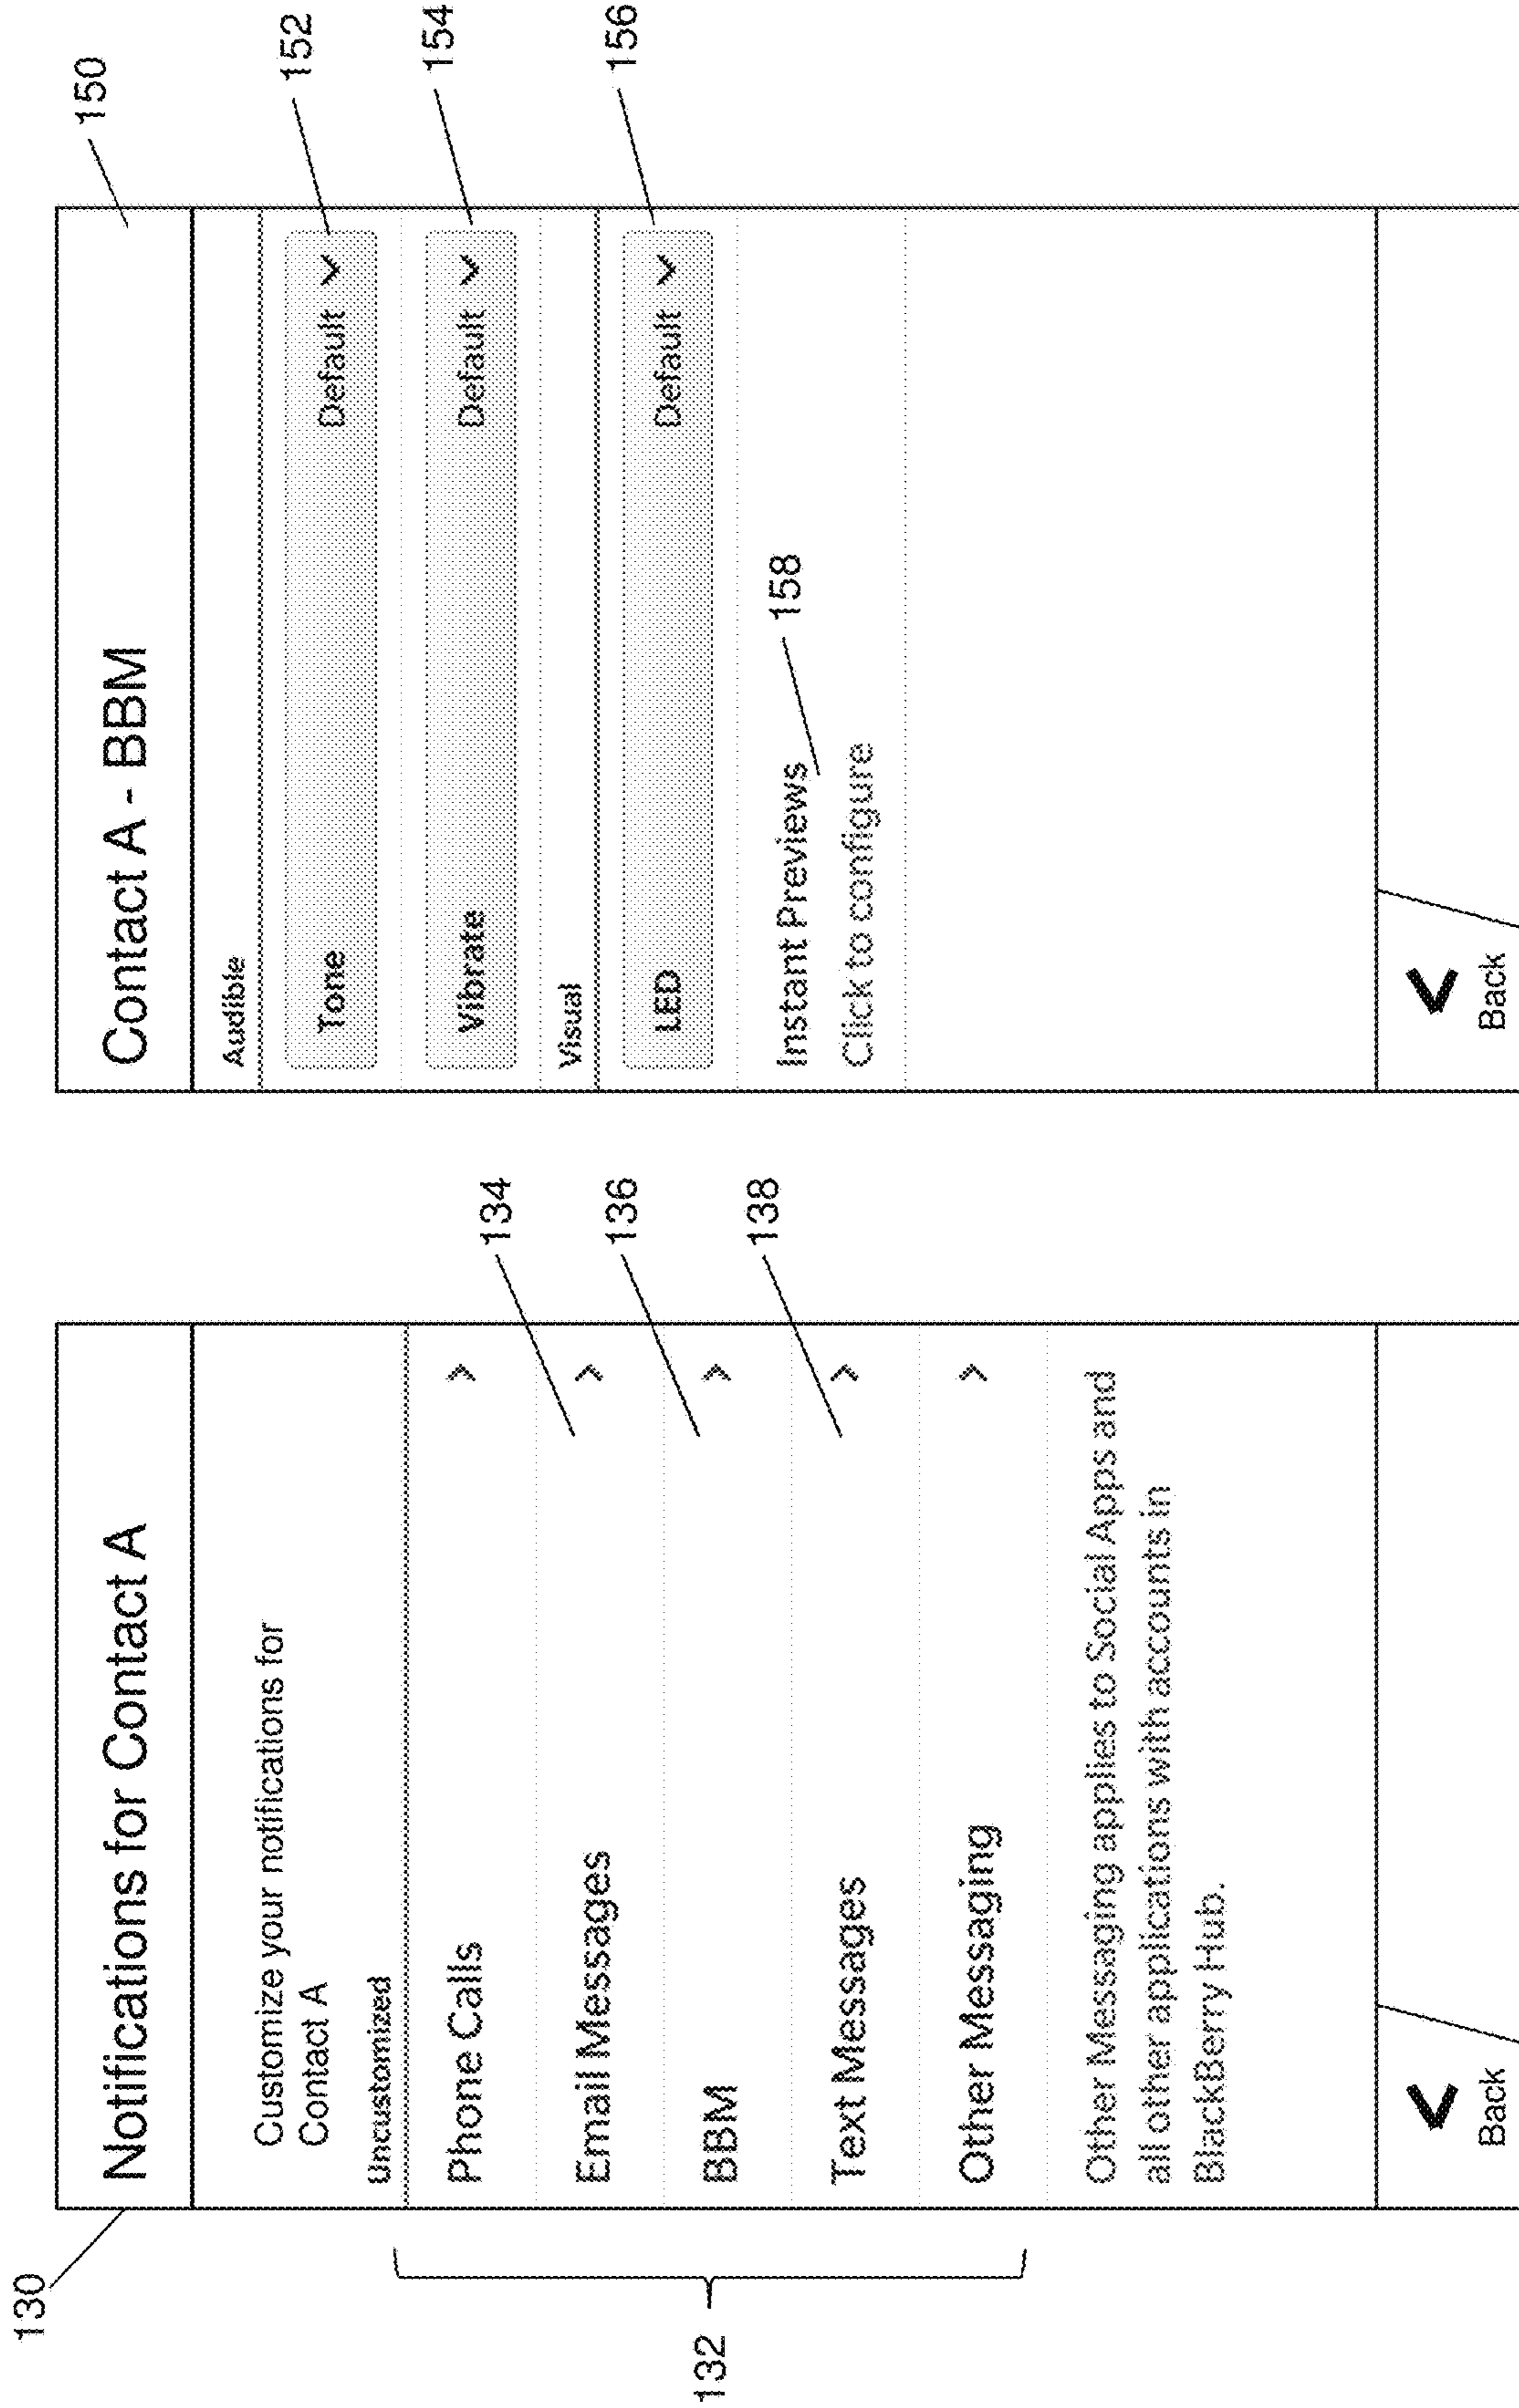 130
Notifications for Contact A
Customize your notifications for
Contact A
Uncustomized
Phone Calls
Email Messages
BBM
Text Messages
Other Messaging
Other Messaging applies to Social Apps and
all other applications with accounts in
BlackBerry Hub.
Back
132
134
136
138
150
Contact A - BBM
Audible
Tone Default
152
Vibrate Default
154
Visual
LED Default
156
Instant Previews
Click to configure
158
Back